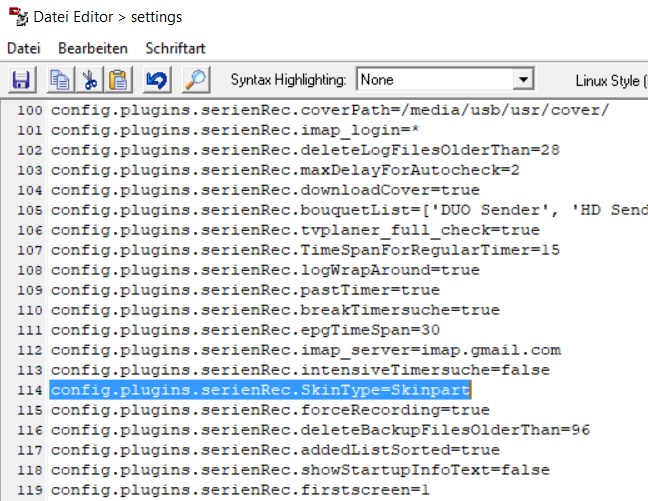 Datei Editor > settings
Datei Bearbeiten Schriftart
Syntax Highlighting: None Linux Style (
100 config.plugins.serienRec.coverPath=/media/usb/usr/cover/
101 config.plugins.serienRec.imap_login=*
102 config.plugins.serienRec.deleteLogFilesOlderThan=28
103 config.plugins.serienRec.maxDelayForAutocheck=2
104 config.plugins.serienRec.downloadCover=true
105 config.plugins.serienRec.bouquetList=['DUO Sender', 'HD Send
106 config.plugins.serienRec.tvplaner_full_check=true
107 config.plugins.serienRec.TimeSpanForRegularTimer=15
108 config.plugins.serienRec.logWrapAround=true
109 config.plugins.serienRec.pastTimer=true
110 config.plugins.serienRec.breakTimersuche=true
111 config.plugins.serienRec.epgTimeSpan=30
112 config.plugins.serienRec.imap_server=imap.gmail.com
113 config.plugins.serienRec.intensiveTimersuche=false
114 config.plugins.serienRec.SkinType=Skinpart
115 config.plugins.serienRec.forceRecording=true
116 config.plugins.serienRec.deleteBackupFilesOlderThan=96
117 config.plugins.serienRec.addedListSorted=true
118 config.plugins.serienRec.showStartupInfoText=false
119 config.plugins.serienRec.firstscreen=1